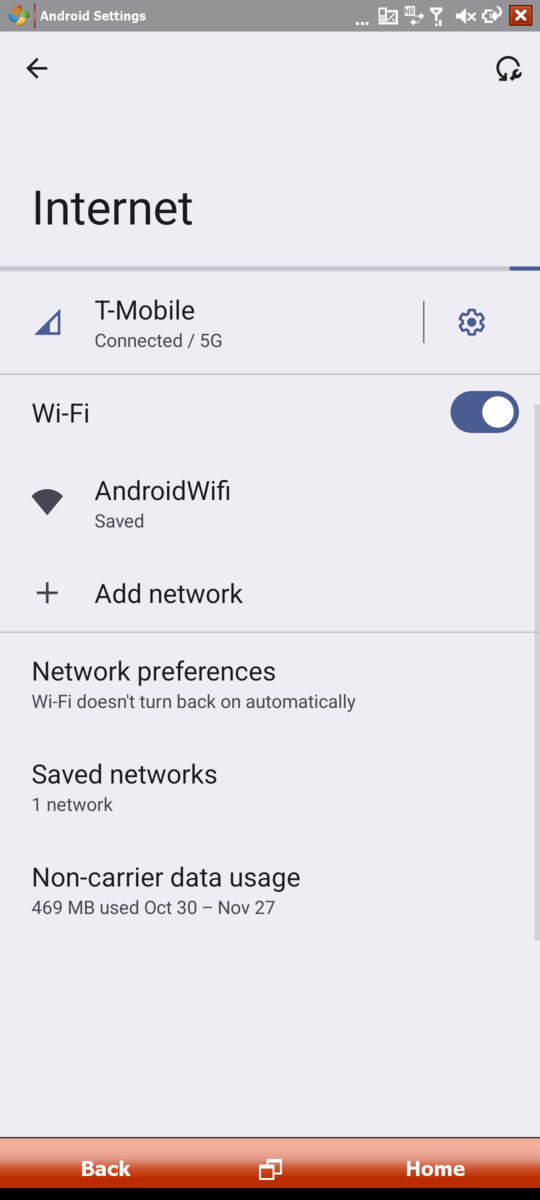 Android Settings
...
NR
Internet
T-Mobile
Connected / 5G
Wi-Fi
AndroidWifi
Saved
Add network
Network preferences
Wi-Fi doesn't turn back on automatically
Saved networks
1 network
Non-carrier data usage
469 MB used Oct 30 – Nov 27
Back
Home